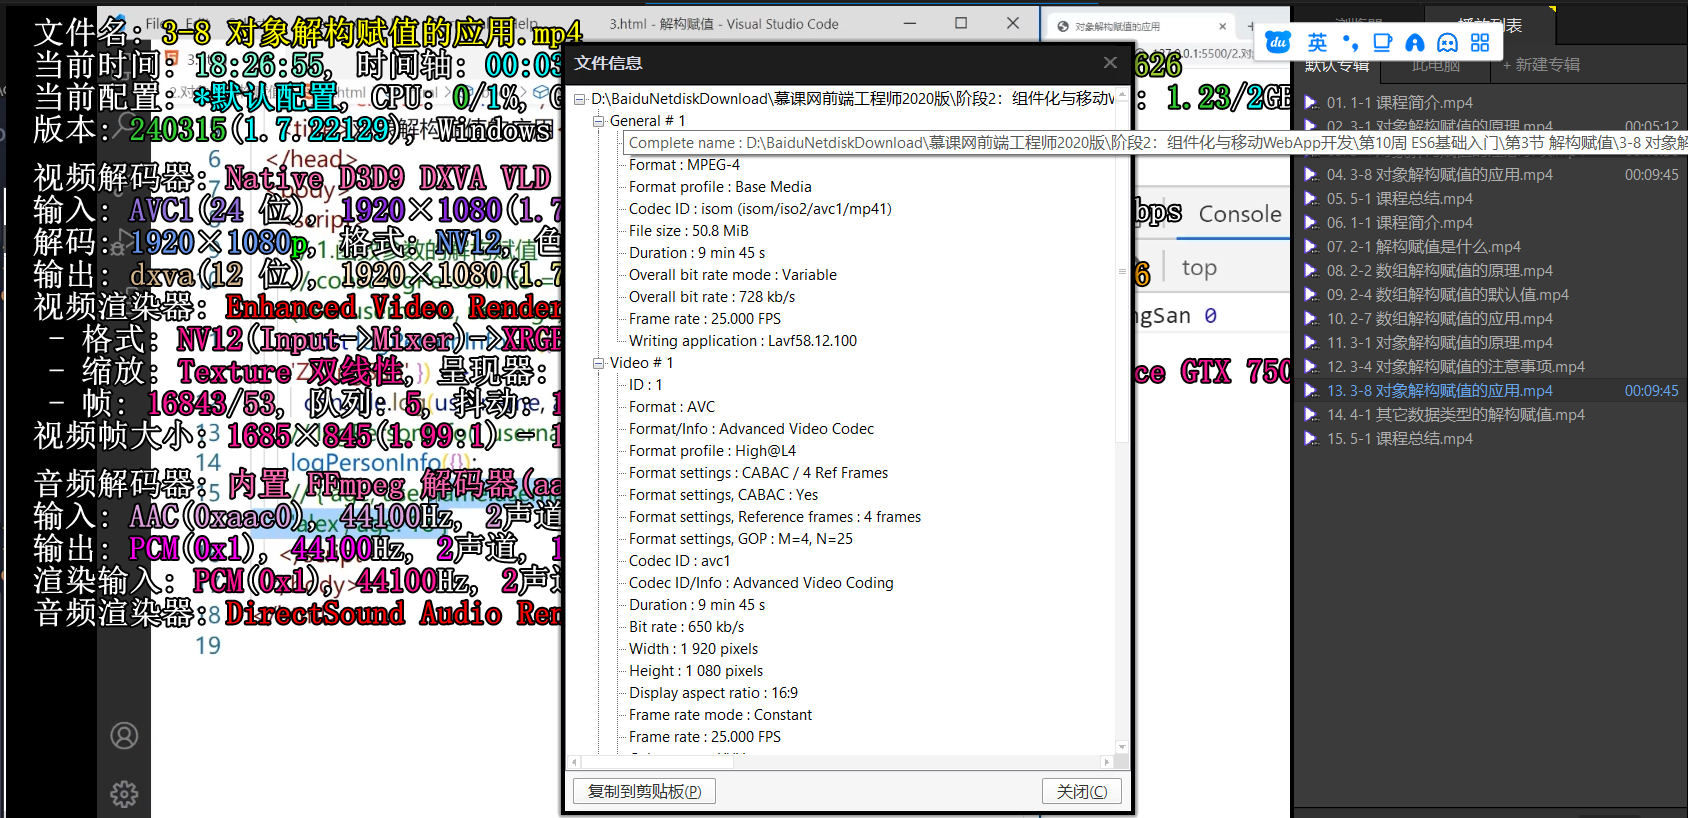 File
3.html - 解构赋值 - Visual Studio Code
对象解构赋值的应用
127.0.0.1:5500/2.对
英
播放列表
默认专辑
此电脑
+ 新建专辑
文件名: 3-8 对象解构赋值的应用.mp4
当前时间: 18:26:55, 时间轴: 00:03
626
当前配置: *默认配置, CPU: 0/1%,
: 1.23/2GB
版本: 240315(1.7.22129), Windows
视频解码器: Native D3D9 DXVA VLD
输入: AVC1(24 位), 1920×1080(1.7
bps
解码: 1920×1080p, 格式: NV12, 色
输出: dxva(12 位), 1920×1080(1.7
视频渲染器: Enhanced Video Render
- 格式: NV12(Input->Mixer)->XRGB
- 缩放: Texture 双线性, 呈现器:
ce GTX 750
- 帧: 16843/53, 队列: 5, 抖动: 1
视频帧大小: 1685×845(1.99:1) - 1
音频解码器: 内置 FFmpeg 解码器(aa
输入: AAC(0xaac0), 44100Hz, 2声道
输出: PCM(0x1), 44100Hz, 2声道, 1
渲染输入: PCM(0x1), 44100Hz, 2声道
音频渲染器: DirectSound Audio Ren
6
</head>
13
14
logPersonInfo({});
15
8
19
Console
top
ngSan 0
文件信息
D:\BaiduNetdiskDownload\慕课网前端工程师2020版\阶段2：组件化与移动W
General # 1
Complete name : D:\BaiduNetdiskDownload\慕课网前端工程师2020版\阶段2：组件化与移动WebApp开发\第10周 ES6基础入门\第3节 解构赋值\3-8 对象解
Format : MPEG-4
Format profile : Base Media
Codec ID : isom (isom/iso2/avc1/mp41)
File size : 50.8 MiB
Duration : 9 min 45 s
Overall bit rate mode : Variable
Overall bit rate : 728 kb/s
Frame rate : 25.000 FPS
Writing application : Lavf58.12.100
Video # 1
ID : 1
Format : AVC
Format/Info : Advanced Video Codec
Format profile : High@L4
Format settings : CABAC / 4 Ref Frames
Format settings, CABAC : Yes
Format settings, Reference frames : 4 frames
Format settings, GOP : M=4, N=25
Codec ID : avc1
Codec ID/Info : Advanced Video Coding
Duration : 9 min 45 s
Bit rate : 650 kb/s
Width : 1 920 pixels
Height : 1 080 pixels
Display aspect ratio : 16:9
Frame rate mode : Constant
Frame rate : 25.000 FPS
复制到剪贴板(P)
关闭(C)
01. 1-1 课程简介.mp4
02. 3-1 对象解构赋值的原理.mp4 00:05:12
04. 3-8 对象解构赋值的应用.mp4 00:09:45
05. 5-1 课程总结.mp4
06. 1-1 课程简介.mp4
07. 2-1 解构赋值是什么.mp4
08. 2-2 数组解构赋值的原理.mp4
09. 2-4 数组解构赋值的默认值.mp4
10. 2-7 数组解构赋值的应用.mp4
11. 3-1 对象解构赋值的原理.mp4
12. 3-4 对象解构赋值的注意事项.mp4
13. 3-8 对象解构赋值的应用.mp4 00:09:45
14. 4-1 其它数据类型的解构赋值.mp4
15. 5-1 课程总结.mp4